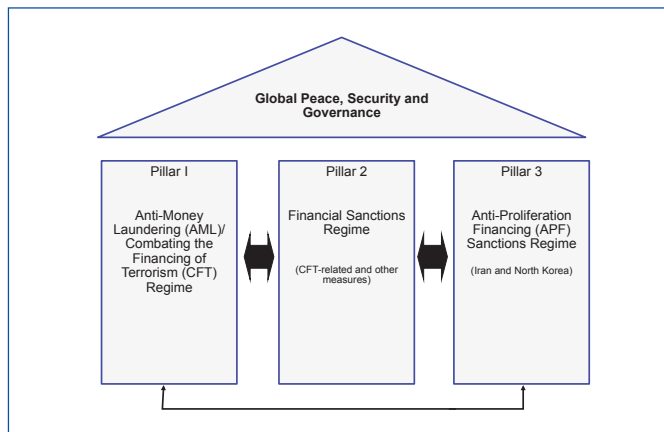 Global Peace, Security and
Governance
Pillar I
Anti-Money
Laundering (AML)/
Combating the
Financing of
Terrorism (CFT)
Regime
Pillar 2
Financial Sanctions
Regime
(CFT-related and other
measures)
Pillar 3
Anti-Proliferation
Financing (APF)
Sanctions Regime
(Iran and North Korea)